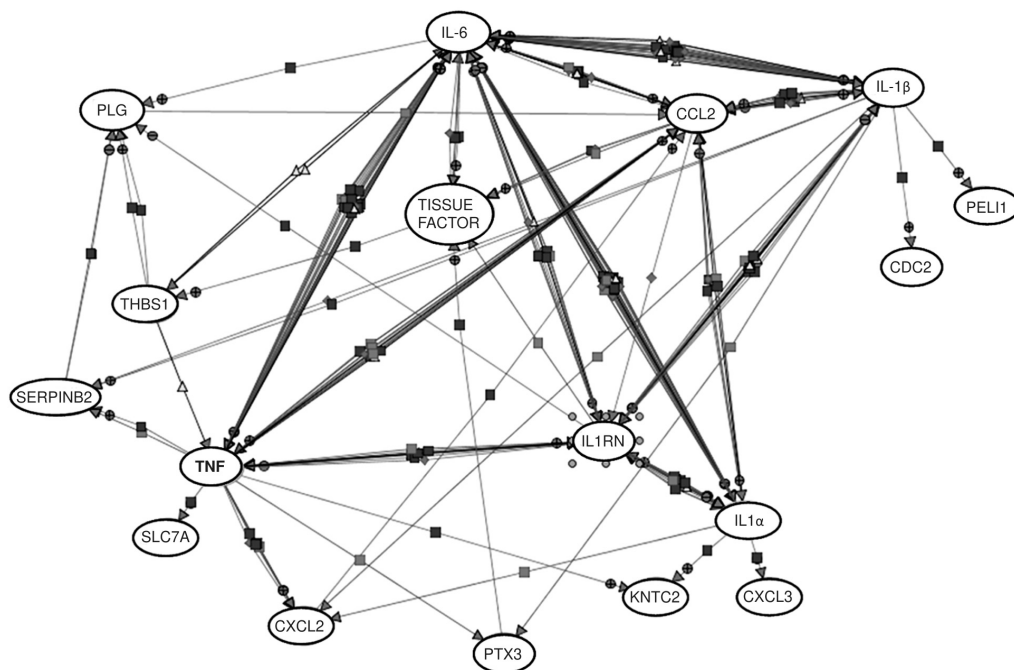 IL-6
IL-1β
PLG
CCL2
TISSUE
FACTOR
PELI1
CDC2
THBS1
SERPINB2
IL1RN
TNF
IL1α
SLC7A
KNTC2
CXCL3
CXCL2
PTX3